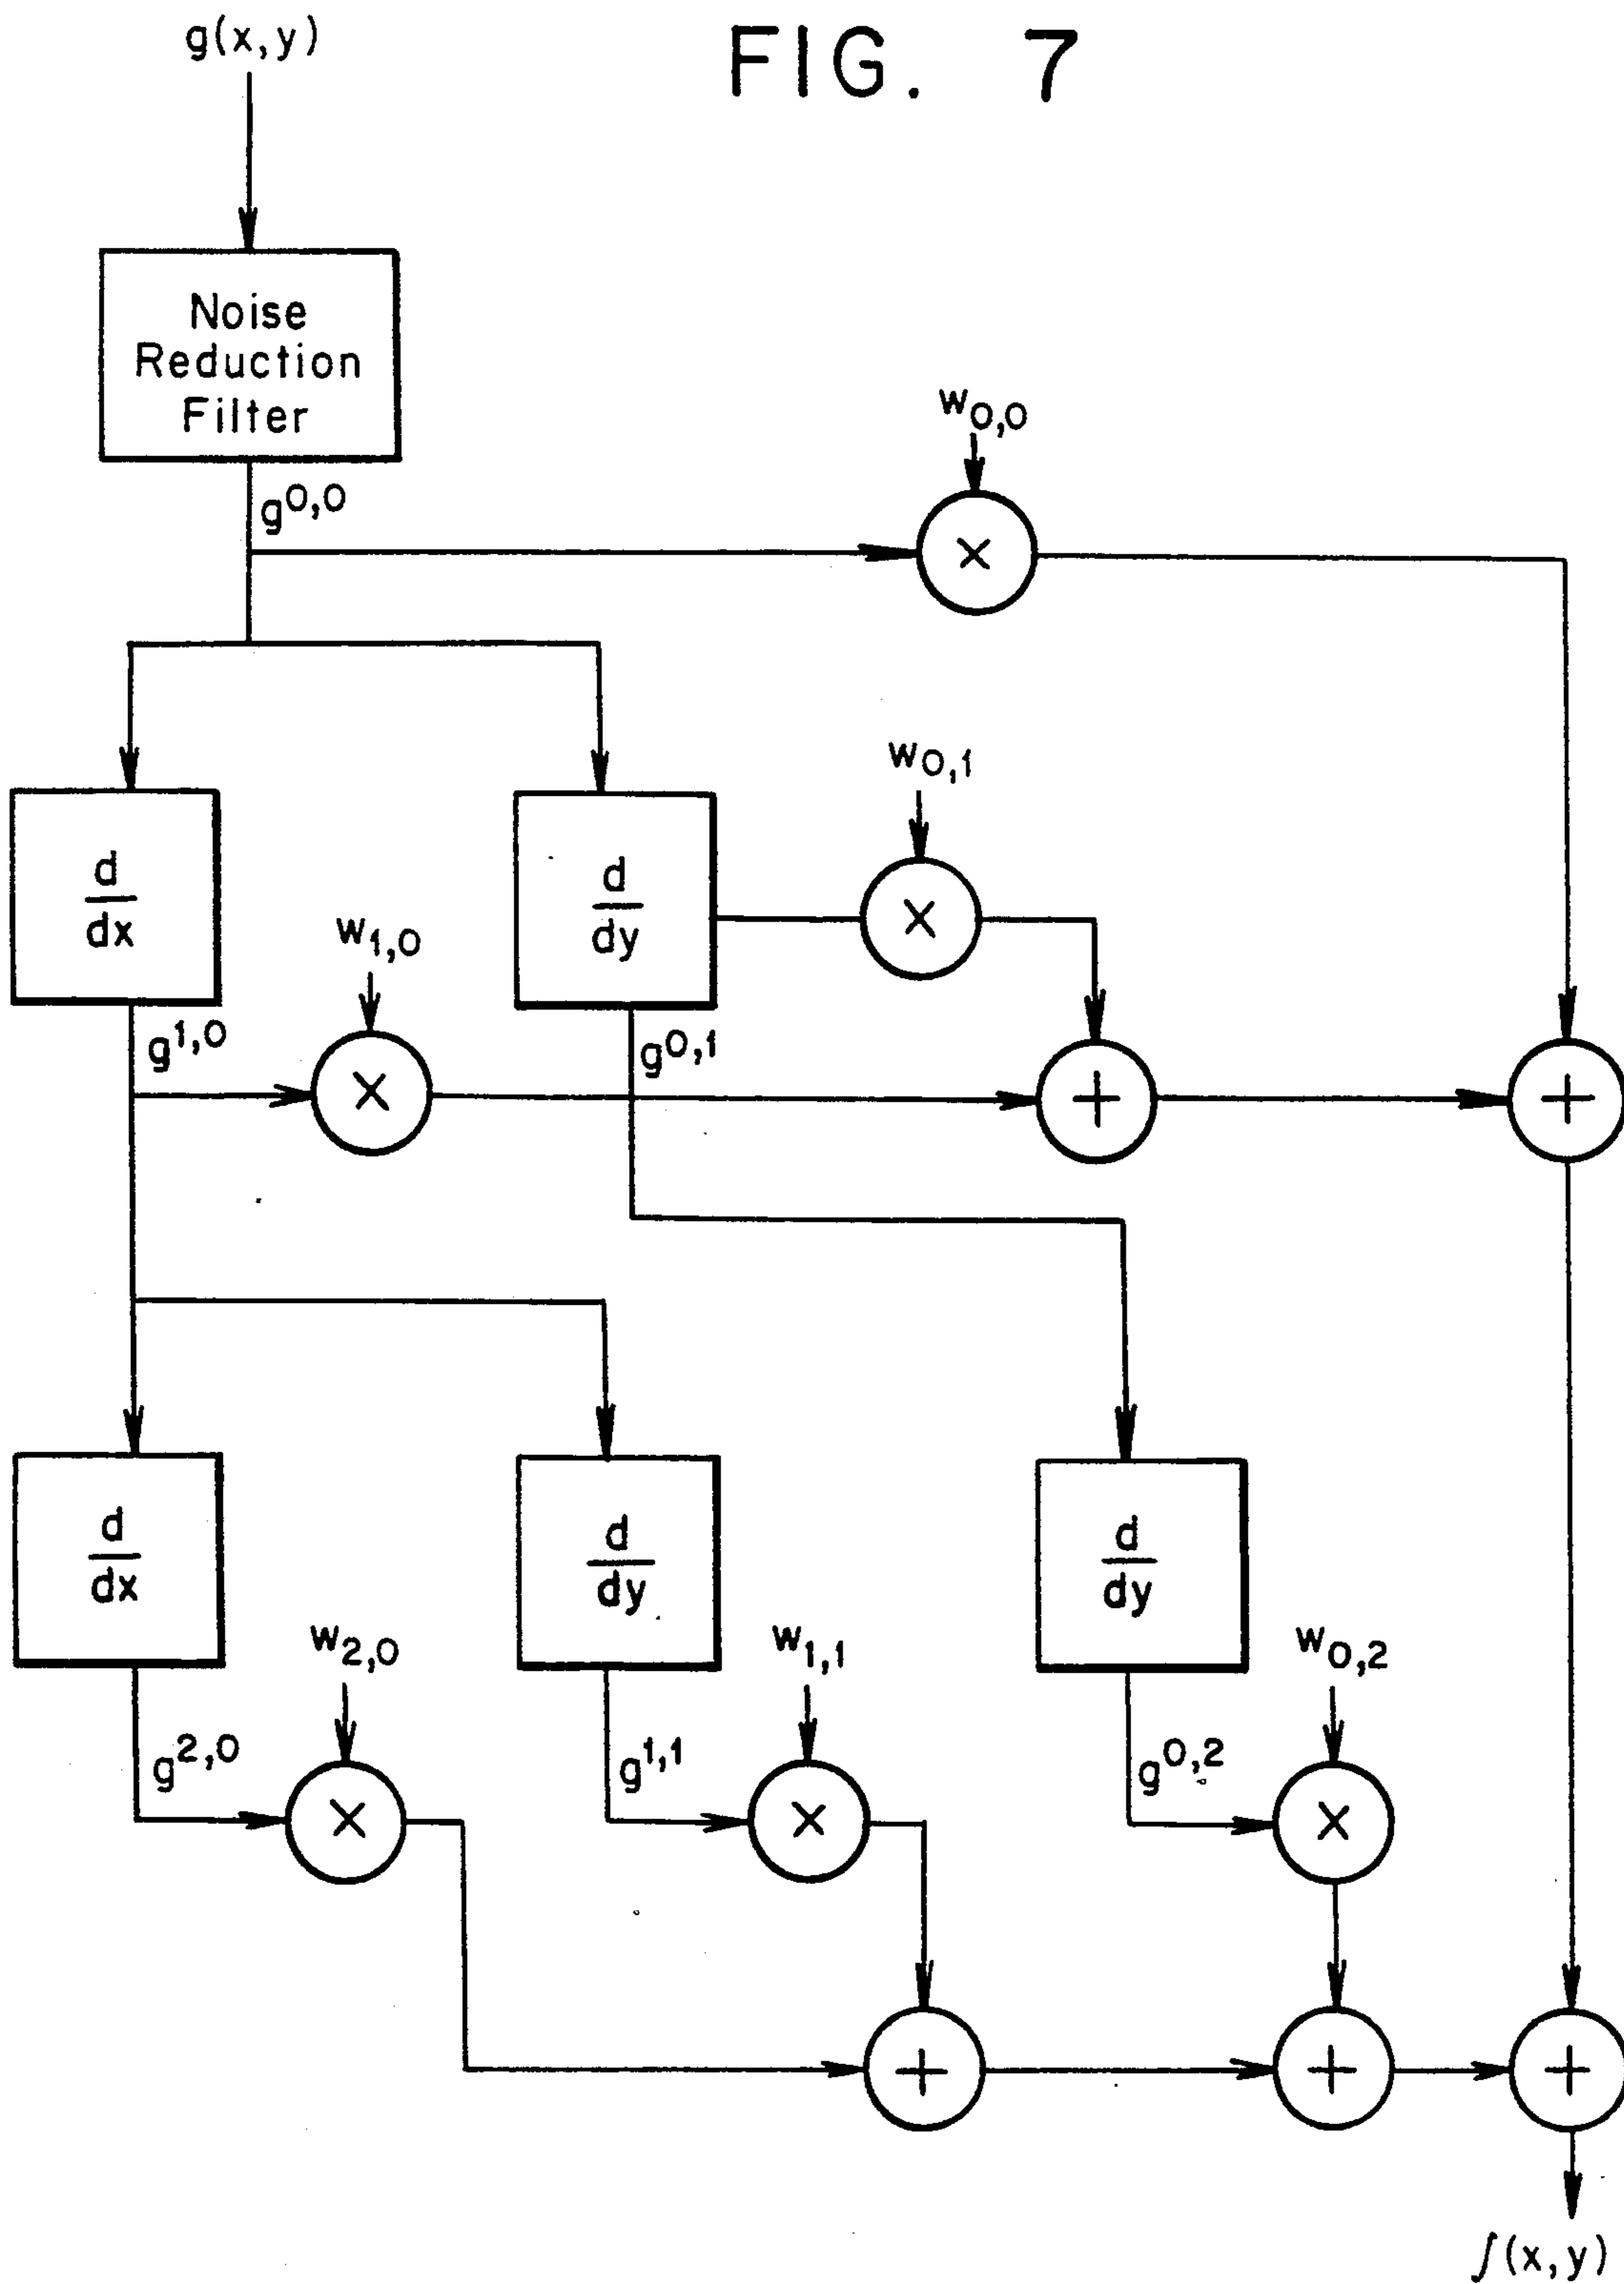 g(x,y)
FIG. 7
Noise
Reduction
Filter
w0,0
g0,0
w0,1
d
dx
d
dy
w1,0
g1,0
g0,1
×
×
×
+
+
d
dx
d
dy
d
dy
w2,0
w1,1
w0,2
g2,0
g1,1
g0,2
×
×
×
+
+
+
∫(x,y)